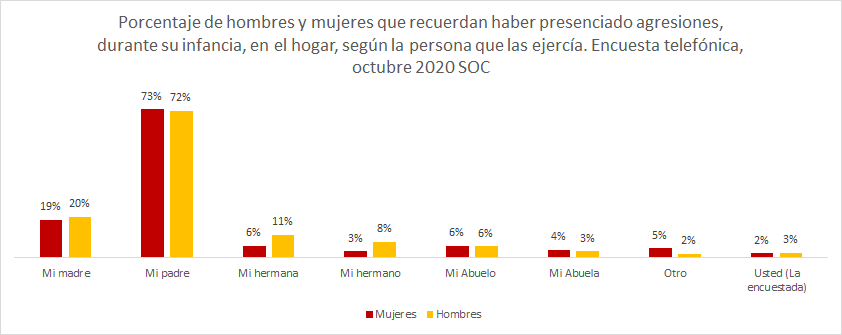 Porcentaje de hombres y mujeres que recuerdan haber presenciado agresiones,
durante su infancia, en el hogar, según la persona que las ejercía. Encuesta telefónica,
octubre 2020 SOC
73% 72%
19% 20%
6% 11%
3% 8%
6% 6%
4% 3%
5% 2%
2% 3%
Mi madre Mi padre Mi hermana Mi hermano Mi Abuelo Mi Abuela Otro Usted (La
encuestada)
Mujeres Hombres